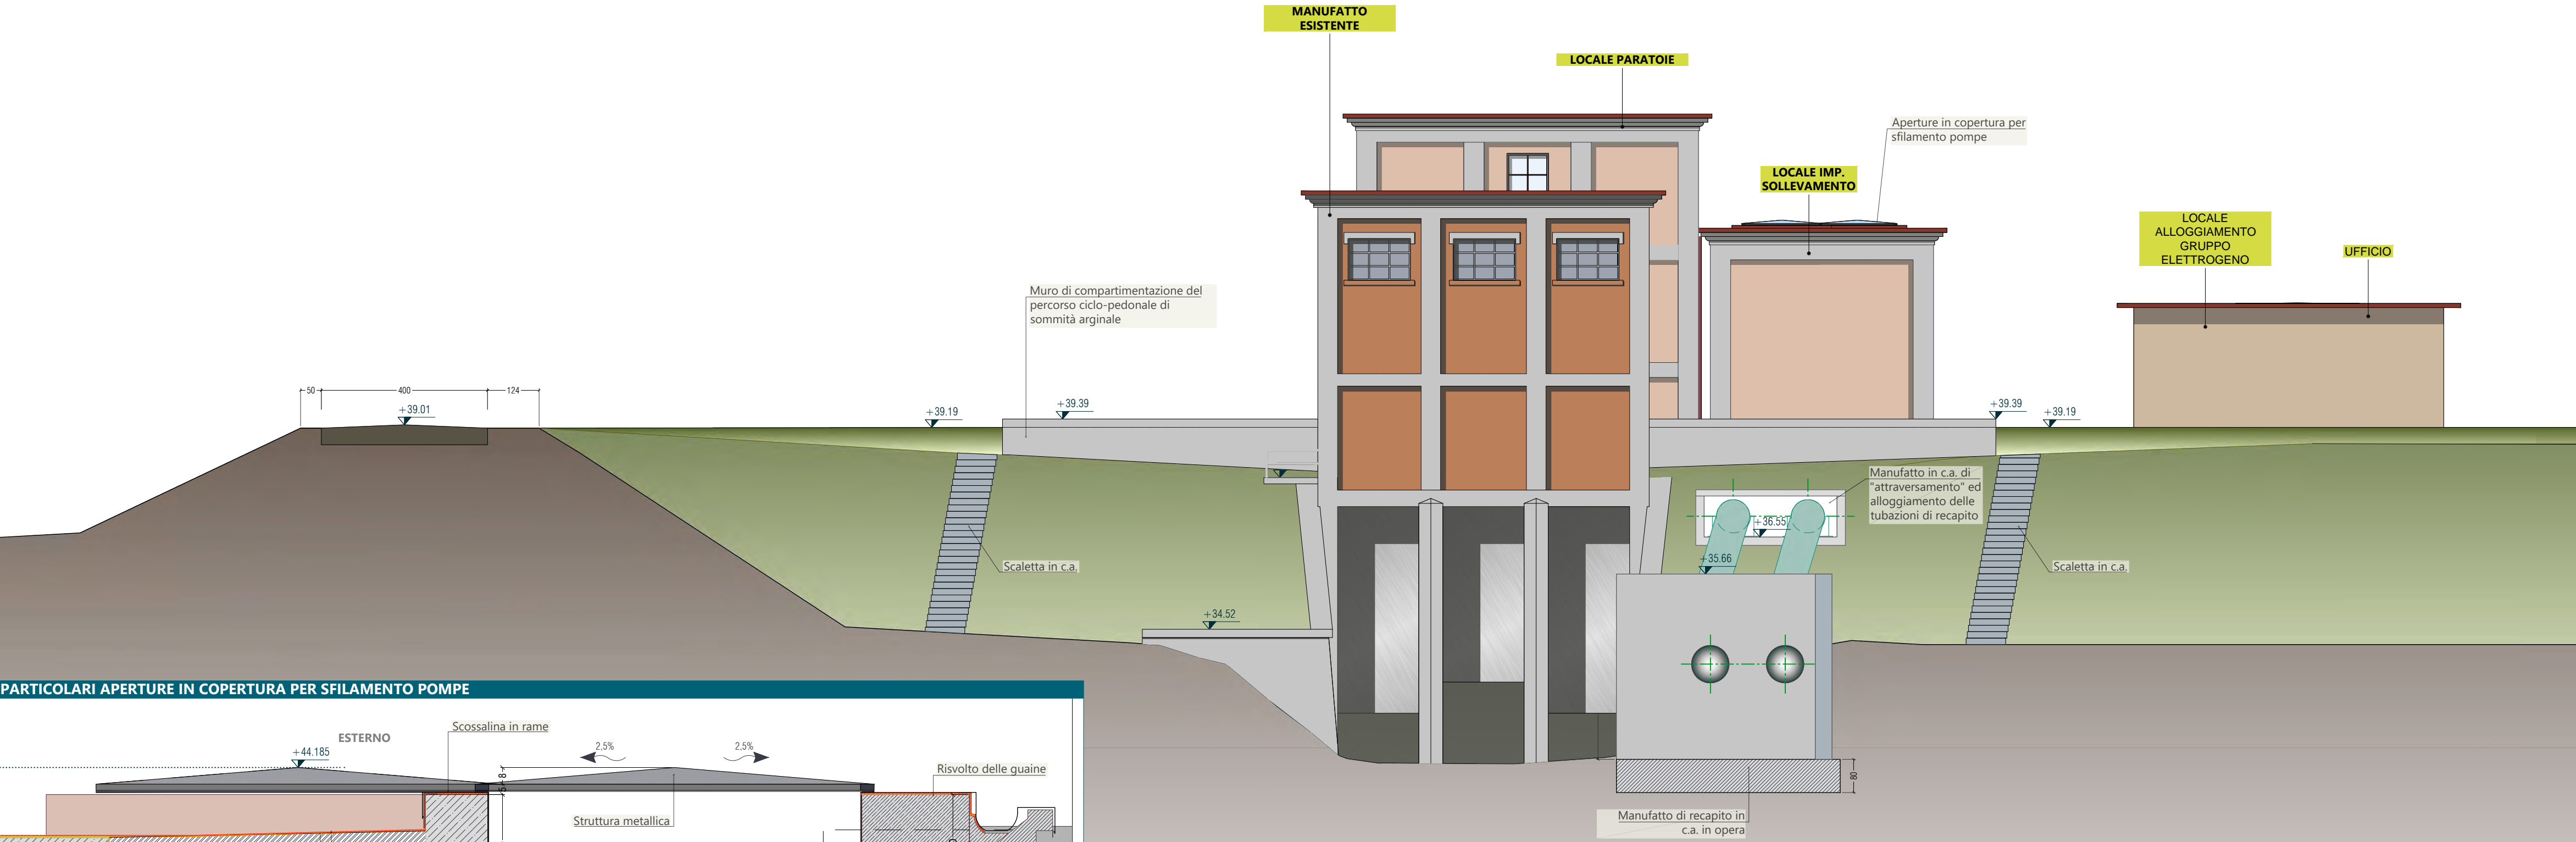 MANUFATTO
ESISTENTE
LOCALE PARATOIE
Aperture in copertura per
sfilamento pompe
LOCALE IMP.
SOLLEVAMENTO
LOCALE
ALLOGGIAMENTO
GRUPPO
ELETTROGENO
UFFICIO
Muro di compartimentazione del
percorso ciclo-pedonale di
sommità arginale
50
400
124
+39.01
+39.19
+39.39
+39.39
+39.19
Manufatto in c.a. di
"attraversamento" ed
alloggiamento delle
tubazioni di recapito
+36.55
+35.66
Scaletta in c.a.
Scaletta in c.a.
+34.52
PARTICOLARI APERTURE IN COPERTURA PER SFILAMENTO POMPE
Scossalina in rame
ESTERNO
+44.185
2,5%
2,5%
8
Risvolto delle guaine
Struttura metallica
80
Manufatto di recapito in
c.a. in opera